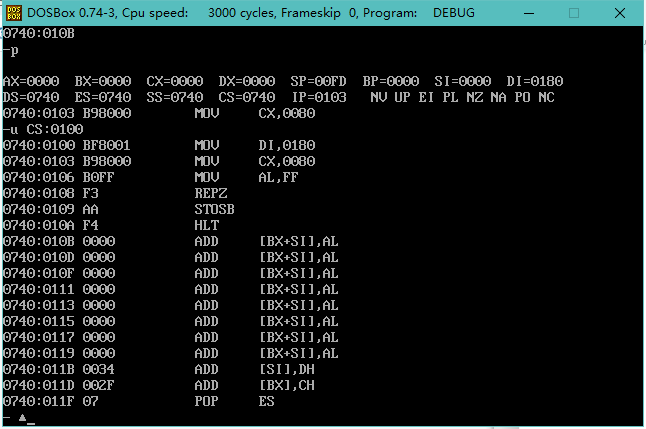 DOS BOX DOSBox 0.74-3, Cpu speed: 3000 cycles, Frameskip 0, Program: DEBUG
0740:010B
-p
AX=0000 BX=0000 CX=0000 DX=0000 SP=00FD BP=0000 SI=0000 DI=0180
DS=0740 ES=0740 SS=0740 CS=0740 IP=0103 NV UP EI PL NZ NA PO NC
0740:0103 B98000 MOV CX,0080
-u CS:0100
0740:0100 BF8001 MOV DI,0180
0740:0103 B98000 MOV CX,0080
0740:0106 B0FF MOV AL,FF
0740:0108 F3 REPZ
0740:0109 AA STOSB
0740:010A F4 HLT
0740:010B 0000 ADD [BX+SI],AL
0740:010D 0000 ADD [BX+SI],AL
0740:010F 0000 ADD [BX+SI],AL
0740:0111 0000 ADD [BX+SI],AL
0740:0113 0000 ADD [BX+SI],AL
0740:0115 0000 ADD [BX+SI],AL
0740:0117 0000 ADD [BX+SI],AL
0740:0119 0000 ADD [BX+SI],AL
0740:011B 0034 ADD [SI],DH
0740:011D 002F ADD [BX],CH
0740:011F 07 POP ES
- ▲_